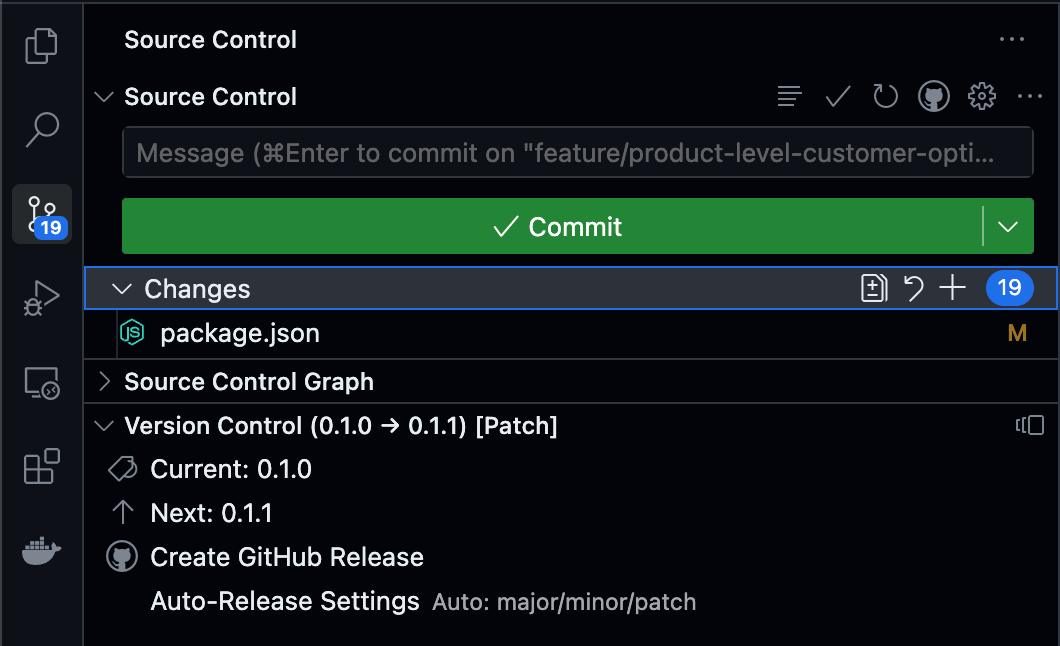 Source Control
Source Control
Message (⌘Enter to commit on "feature/product-level-customer-opti...
19
Commit
Changes 19
JS package.json M
Source Control Graph
Version Control (0.1.0 → 0.1.1) [Patch]
Current: 0.1.0
Next: 0.1.1
Create GitHub Release
Auto-Release Settings Auto: major/minor/patch